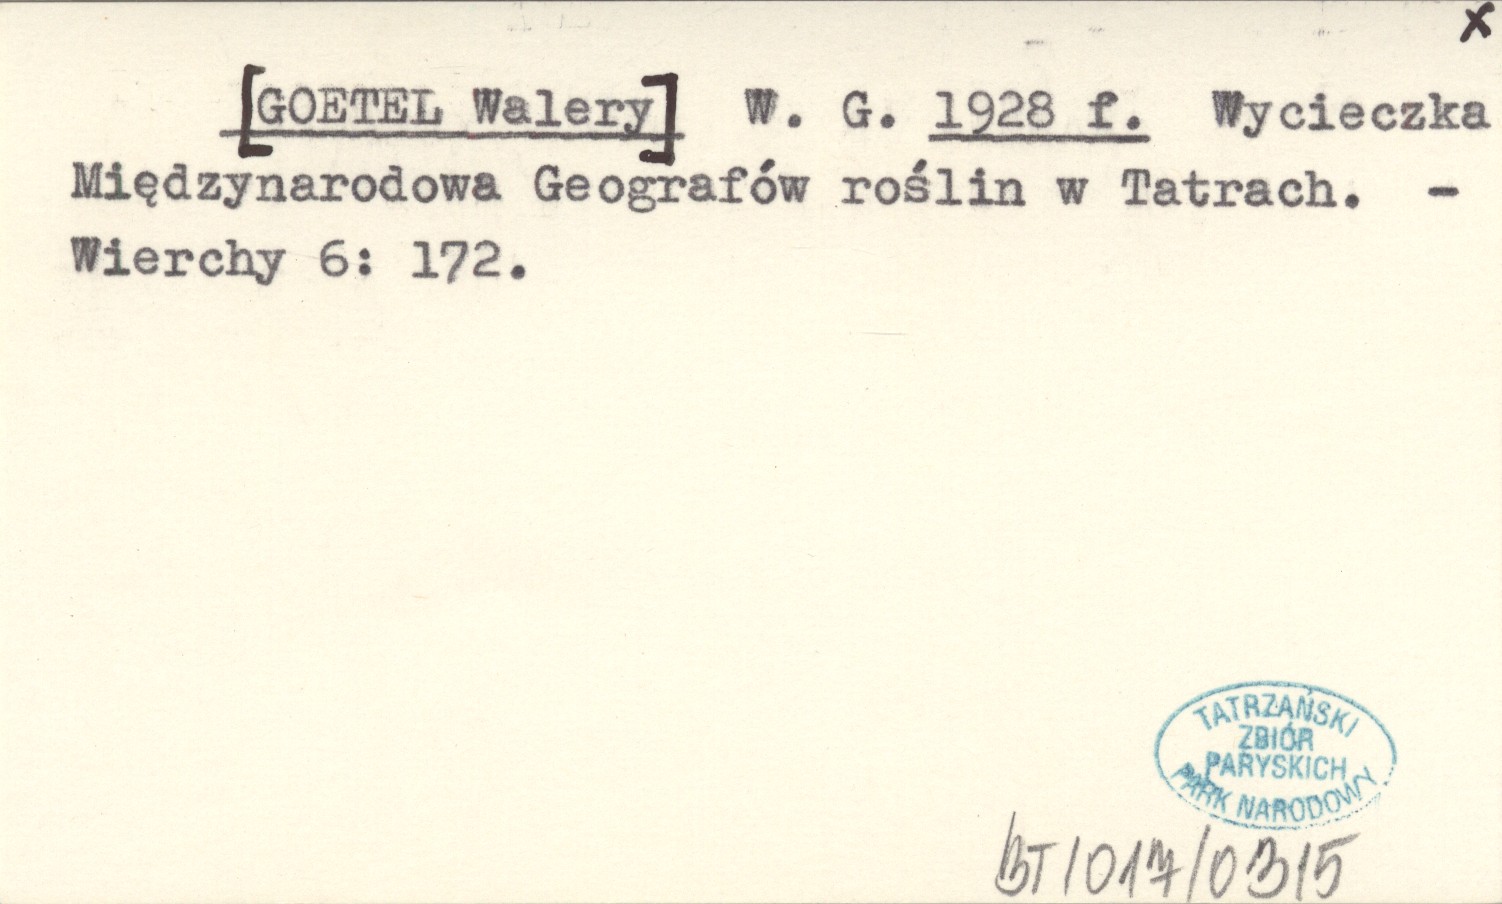 x
[GOETEL Walery] W. G. 1928 f. Wycieczka
Międzynarodowa Geografów roślin w Tatrach. -
Wierchy 6: 172.
TATRZAŃSKI
ZBIÓR
PARYSKICH
PARK NARODOWY
BT/017/0315